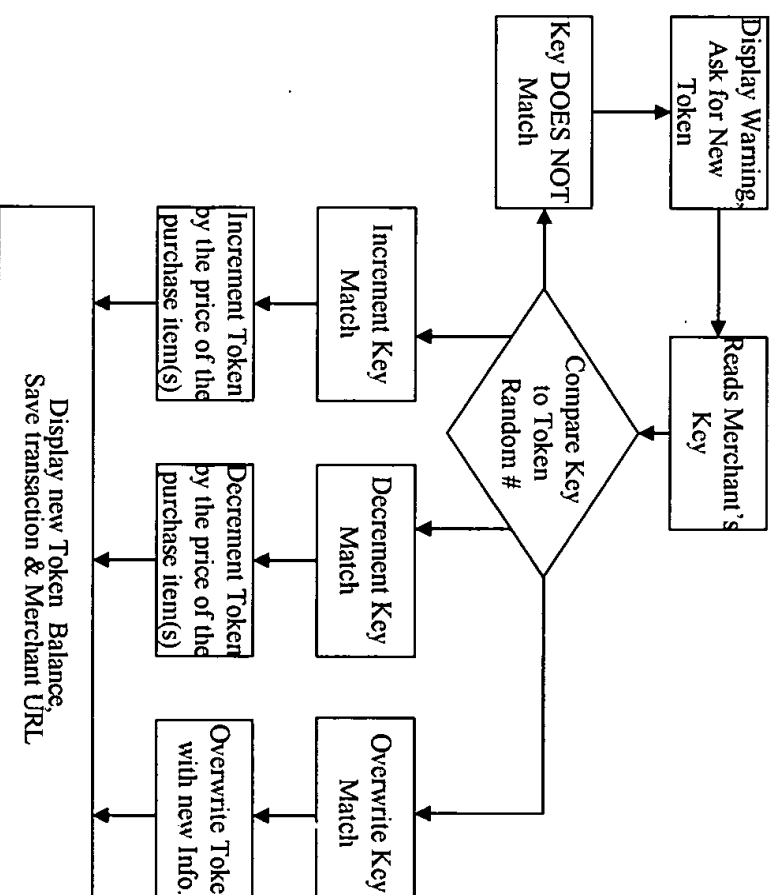 Display Warning,
Ask for New
Token
Reads Merchant's
Key
Key DOES NOT
Match
Compare Key
to Token
Random #
Increment Key
Match
Decrement Key
Match
Overwrite Key
Match
Increment Token
by the price of the
purchase item(s)
Decrement Token
by the price of the
purchase item(s)
Overwrite Toke
with new Info.
Display new Token Balance,
Save transaction & Merchant URL